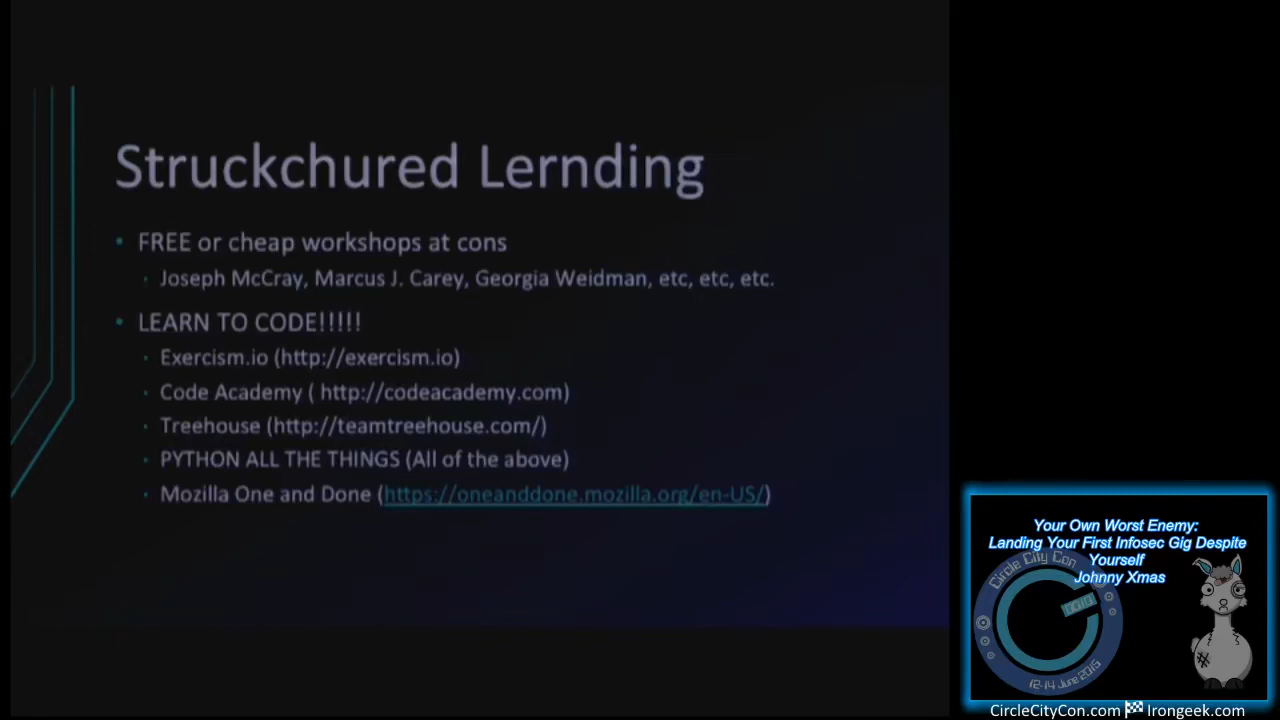 Struckchured Lernding
• FREE or cheap workshops at cons
• Joseph McCray, Marcus J. Carey, Georgia Weidman, etc, etc, etc.
• LEARN TO CODE!!!!!
• Exercism.io (http://exercism.io)
• Code Academy ( http://codeacademy.com)
• Treehouse (http://teamtreehouse.com/)
• PYTHON ALL THE THINGS (All of the above)
• Mozilla One and Done (https://oneanddone.mozilla.org/en-US/)
Your Own Worst Enemy:
Landing Your First Infosec Gig Despite
Yourself
Johnny Xmas
Circle City Con
12-14 June 2015
CircleCityCon.com Irongeek.com